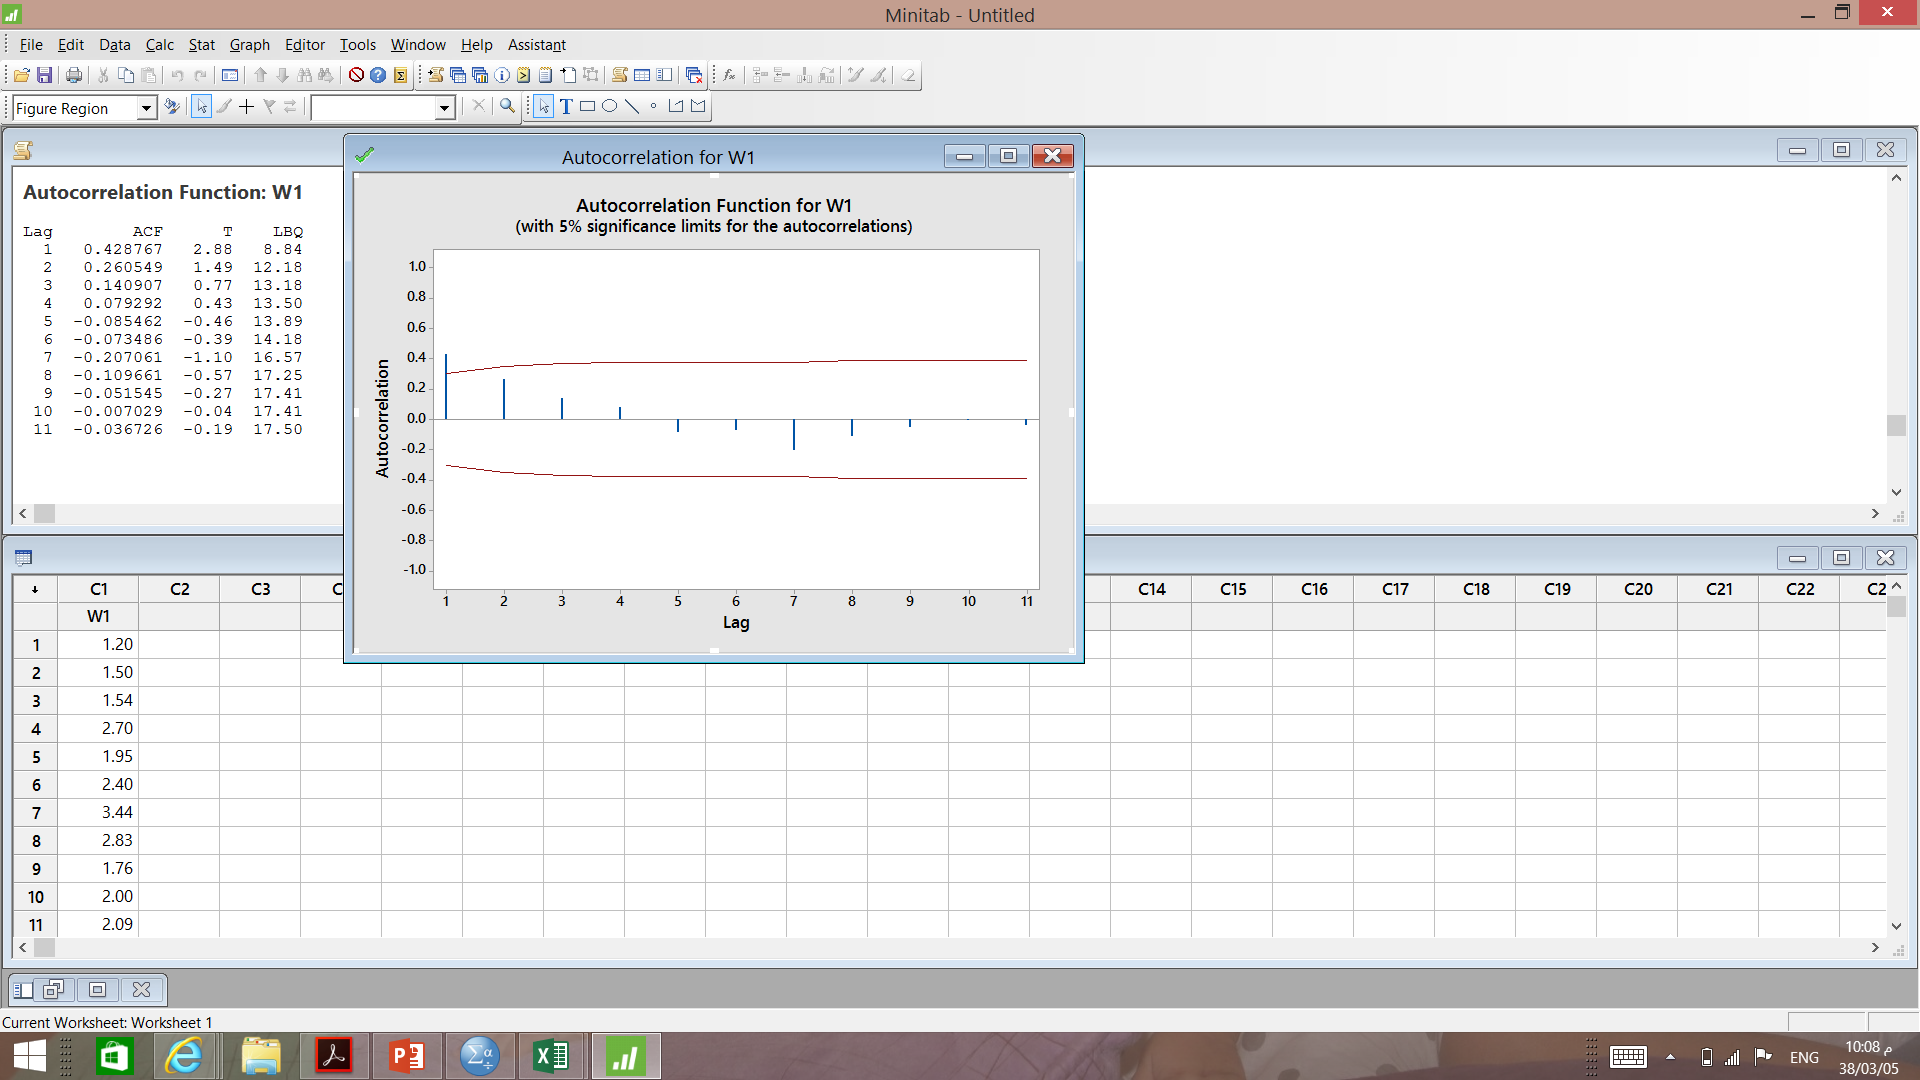 Minitab - Untitled
File Edit Data Calc Stat Graph Editor Tools Window Help Assistant
Figure Region
Autocorrelation Function: W1
Lag ACF T LBQ
1 0.428767 2.88 8.84
2 0.260549 1.49 12.18
3 0.140907 0.77 13.18
4 0.079292 0.43 13.50
5 -0.085462 -0.46 13.89
6 -0.073486 -0.39 14.18
7 -0.207061 -1.10 16.57
8 -0.109661 -0.57 17.25
9 -0.051545 -0.27 17.41
10 -0.007029 -0.04 17.41
11 -0.036726 -0.19 17.50
Autocorrelation for W1
Autocorrelation Function for W1
(with 5% significance limits for the autocorrelations)
Autocorrelation
1.0
0.8
0.6
0.4
0.2
0.0
-0.2
-0.4
-0.6
-0.8
-1.0
1 2 3 4 5 6 7 8 9 10 11
Lag
C1 C2 C3 C C14 C15 C16 C17 C18 C19 C20 C21 C22 C2
W1
1 1.20
2 1.50
3 1.54
4 2.70
5 1.95
6 2.40
7 3.44
8 2.83
9 1.76
10 2.00
11 2.09
Current Worksheet: Worksheet 1
ENG
10:08 م
38/03/05